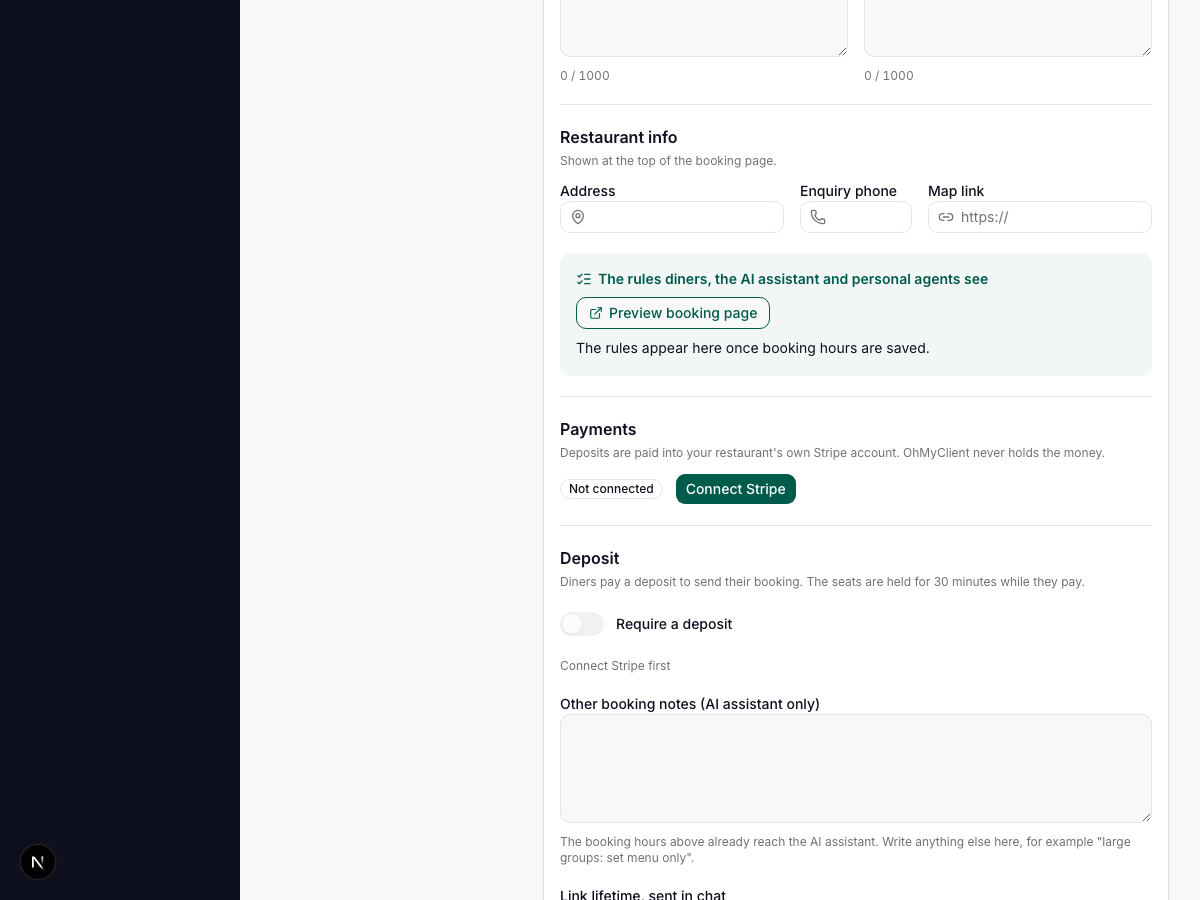 0 / 1000
0 / 1000
Restaurant info
Shown at the top of the booking page.
Address
Enquiry phone
Map link
https://
The rules diners, the AI assistant and personal agents see
Preview booking page
The rules appear here once booking hours are saved.
Payments
Deposits are paid into your restaurant's own Stripe account. OhMyClient never holds the money.
Not connected
Connect Stripe
Deposit
Diners pay a deposit to send their booking. The seats are held for 30 minutes while they pay.
Require a deposit
Connect Stripe first
Other booking notes (AI assistant only)
The booking hours above already reach the AI assistant. Write anything else here, for example "large
groups: set menu only".
Link lifetime, sent in chat
N